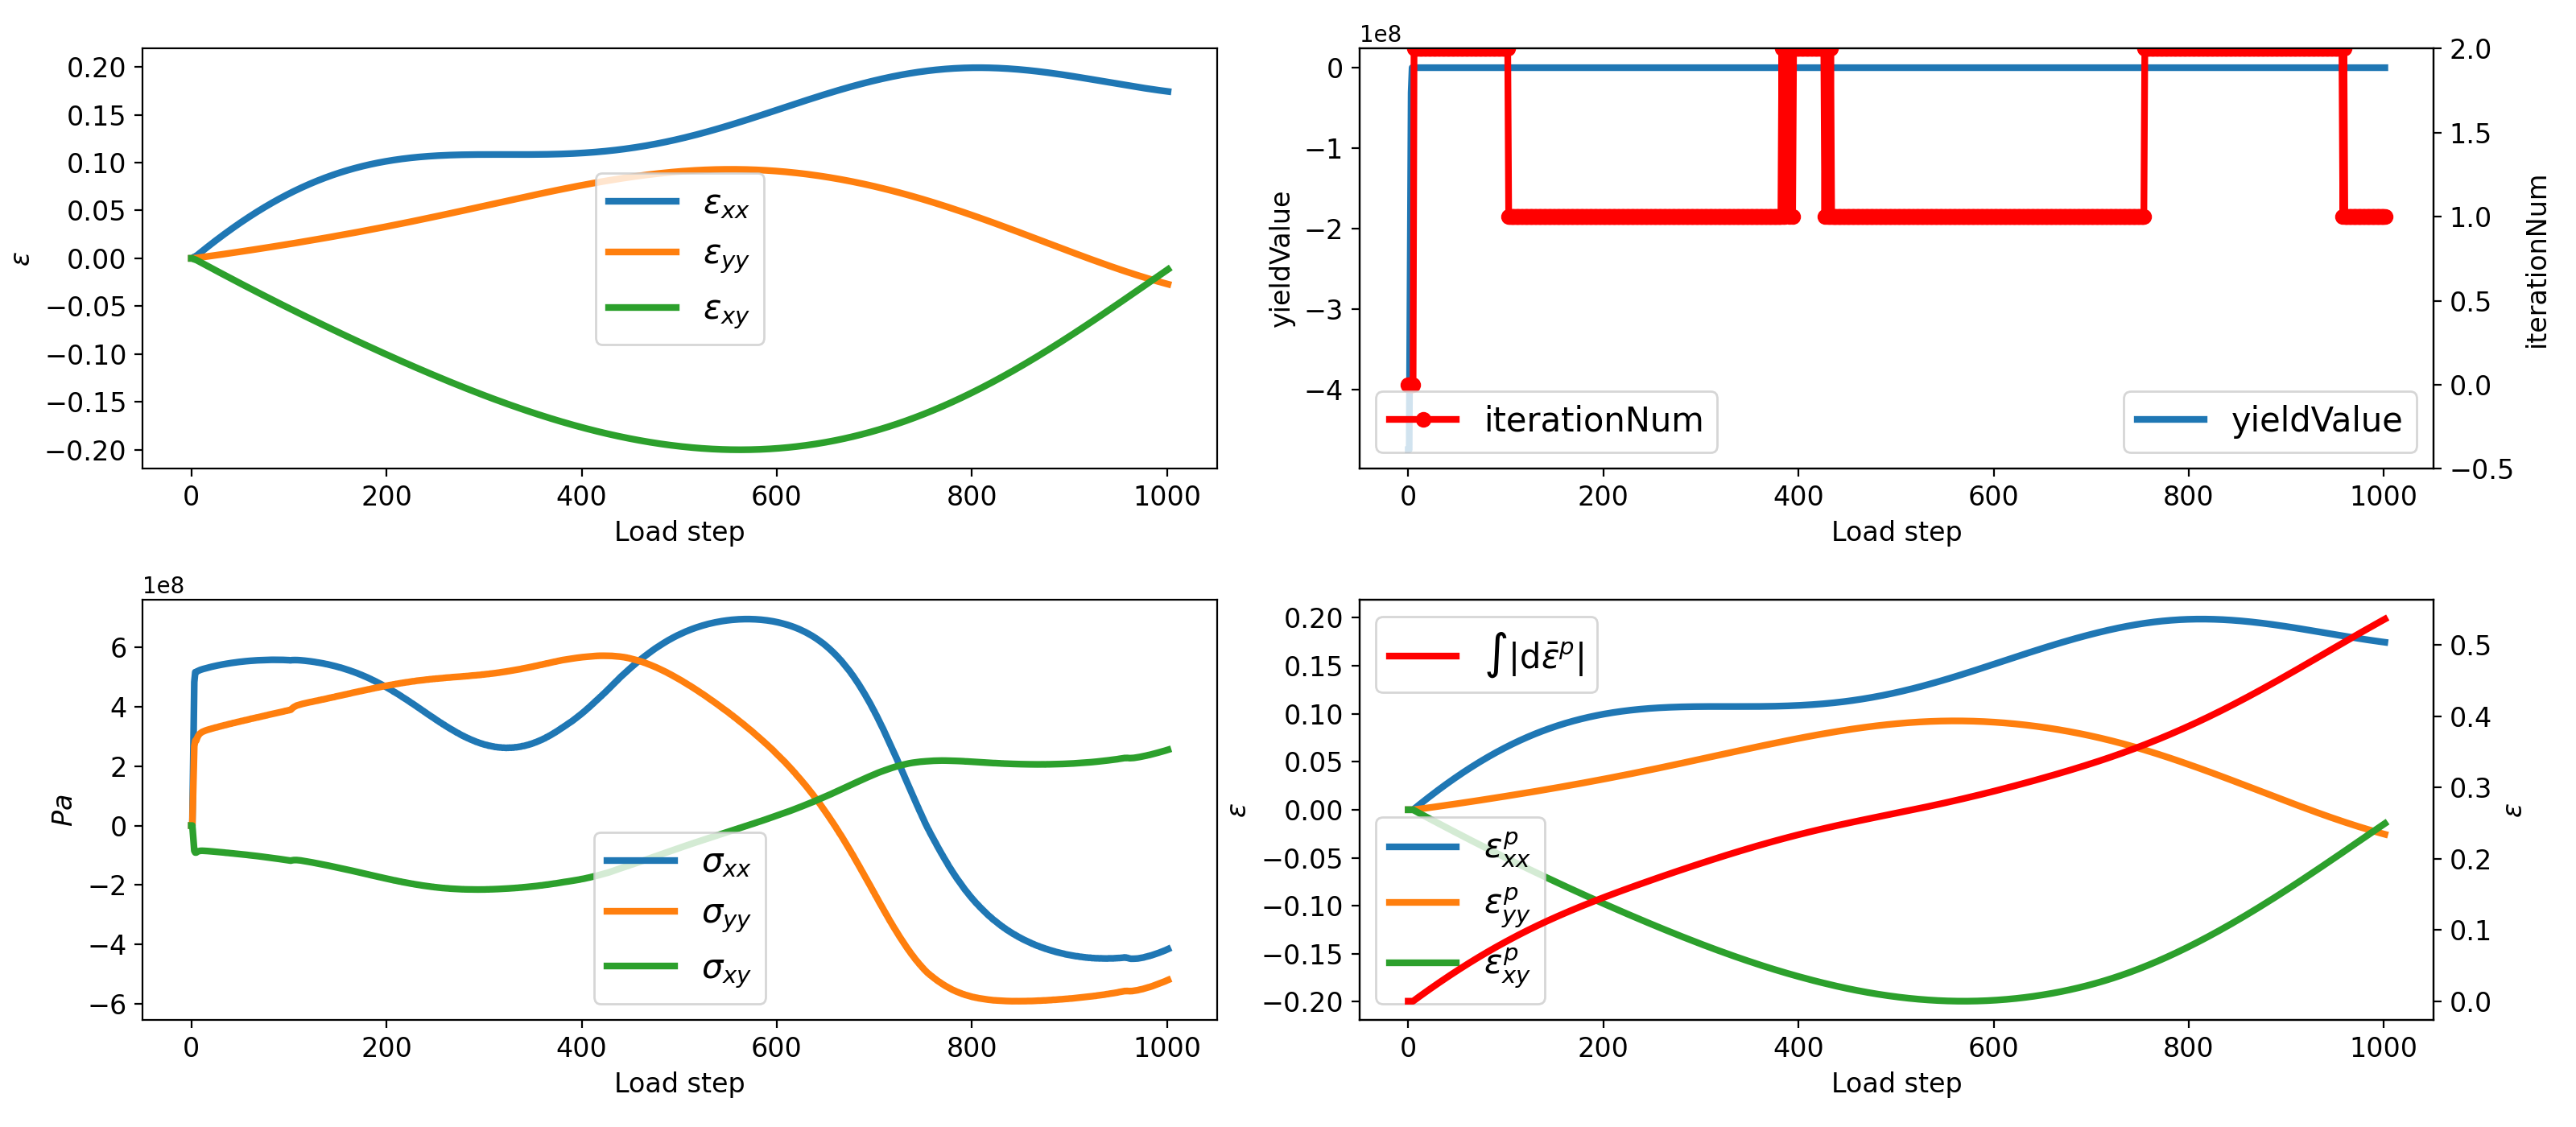 0.20
0.15
0.10
0.05
0.00
−0.05
−0.10
−0.15
−0.20
ε
ε_xx
ε_yy
ε_xy
0 200 400 600 800 1000
Load step
1e8
0
−1
−2
−3
−4
yieldValue
2.0
1.5
1.0
0.5
0.0
−0.5
iterationNum
iterationNum
yieldValue
0 200 400 600 800 1000
Load step
1e8
6
4
2
0
−2
−4
−6
Pa
σ_xx
σ_yy
σ_xy
0 200 400 600 800 1000
Load step
0.20
0.15
0.10
0.05
0.00
−0.05
−0.10
−0.15
−0.20
ε
∫|dε̄^p|
ε^p_xx
ε^p_yy
ε^p_xy
0.5
0.4
0.3
0.2
0.1
0.0
ε
0 200 400 600 800 1000
Load step